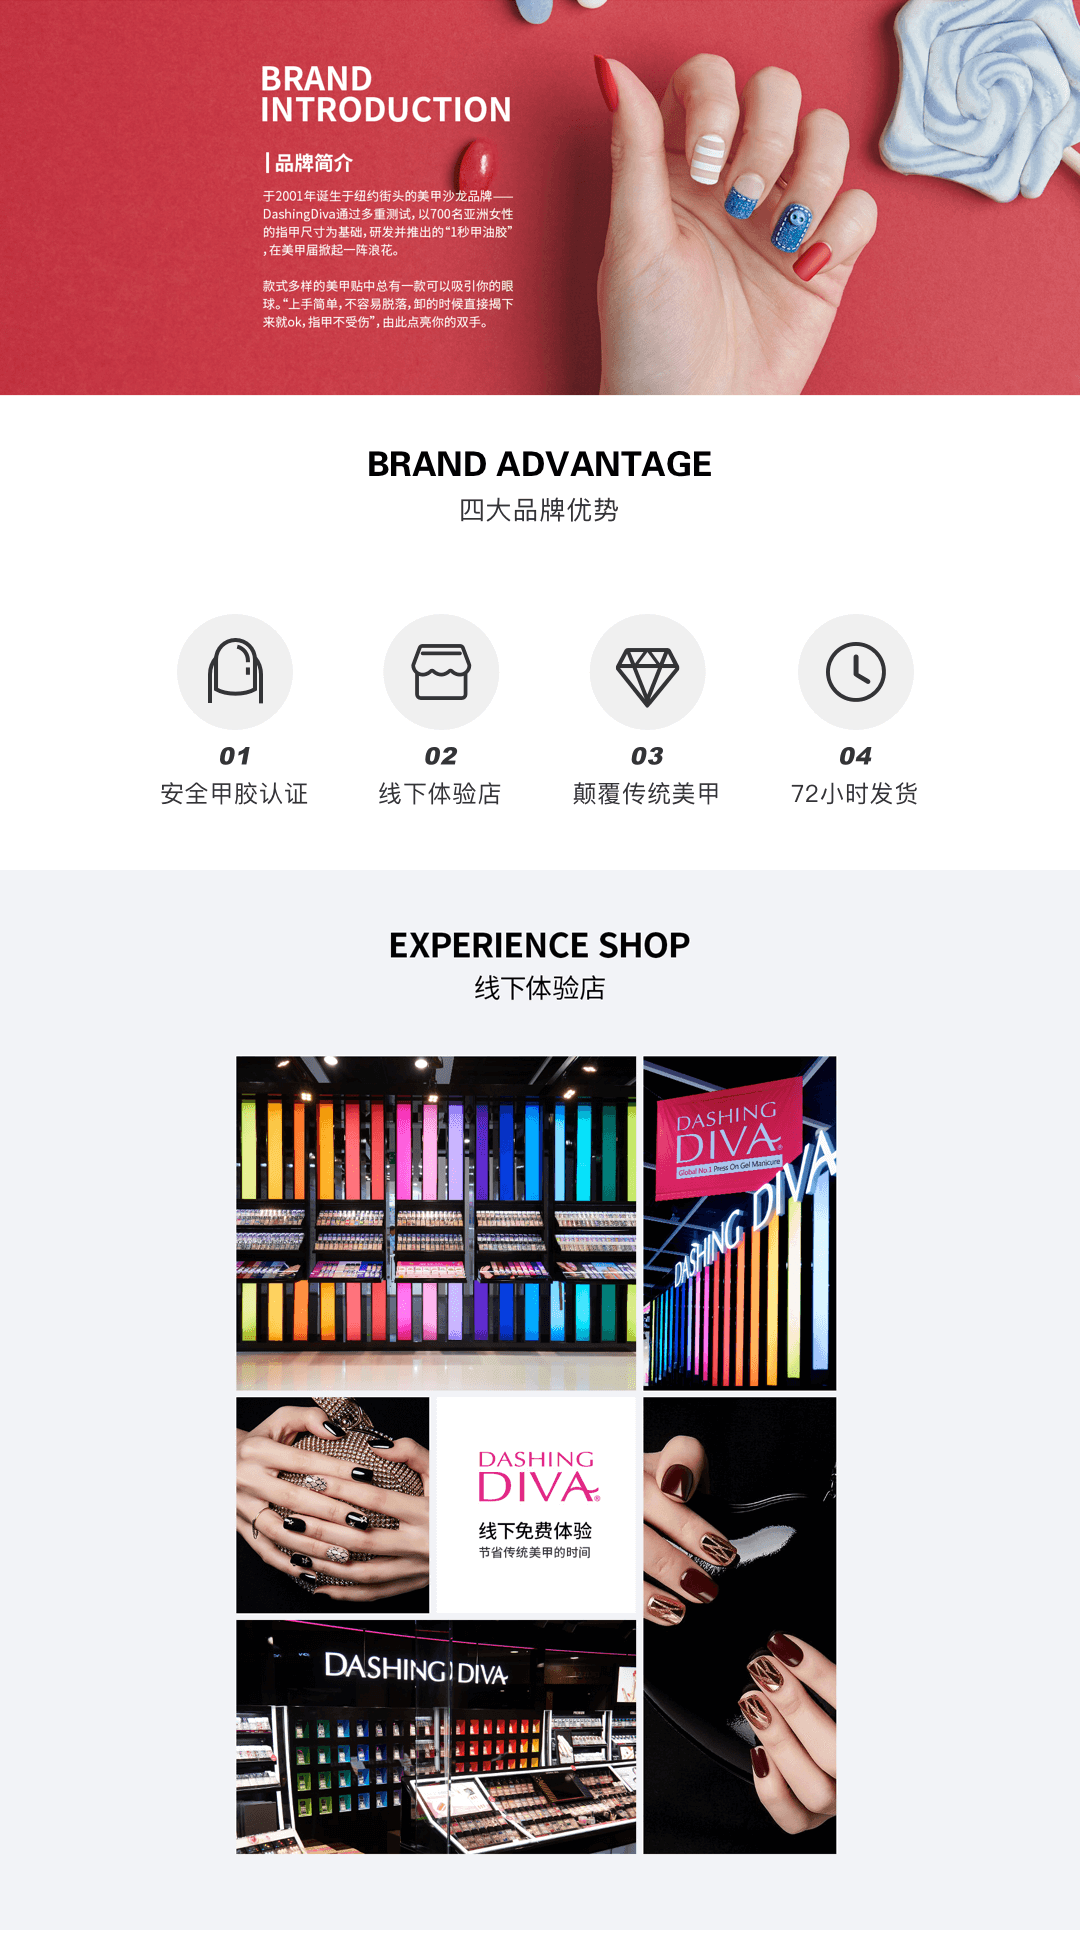 BRAND
INTRODUCTION
品牌简介
于2001年诞生于纽约街头的美甲沙龙品牌——
DashingDiva通过多重测试，以700名亚洲女性
的指甲尺寸为基础，研发并推出的“1秒甲油胶”
，在美甲届掀起一阵浪花。
款式多样的美甲贴中总有一款可以吸引你的眼
球。“上手简单，不容易脱落，卸的时候直接揭下
来就ok，指甲不受伤”，由此点亮你的双手。
BRAND ADVANTAGE
四大品牌优势
01
安全甲胶认证
02
线下体验店
03
颠覆传统美甲
04
72小时发货
EXPERIENCE SHOP
线下体验店
DASHING
DIVA®
Global No.1 Press On Gel Manicure
DASHING DIVA
DASHING
DIVA®
线下免费体验
节省传统美甲的时间
DASHING DIVA